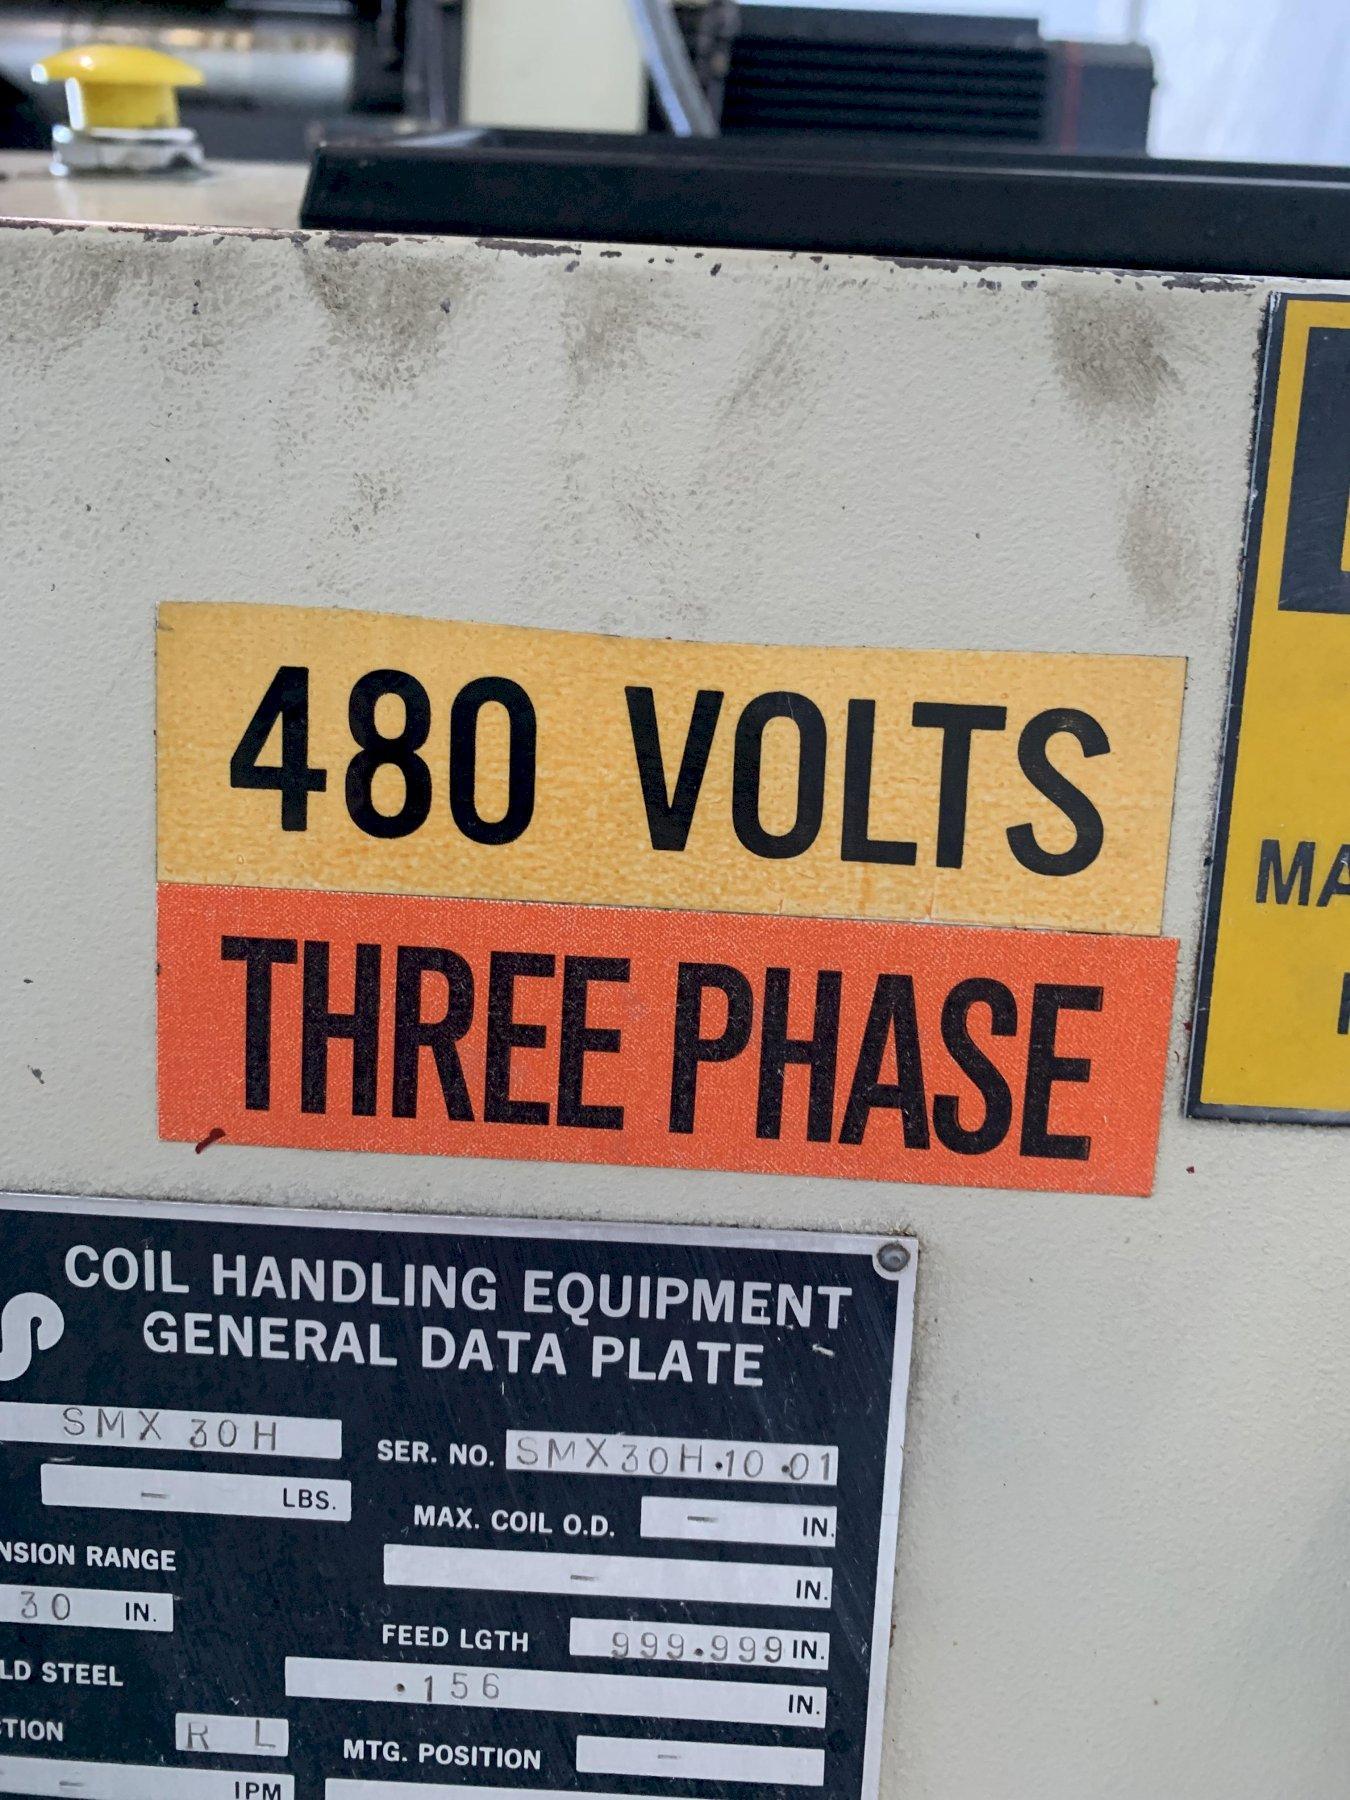 480 VOLTS
THREE PHASE
MA
COIL HANDLING EQUIPMENT
GENERAL DATA PLATE
SMX 30H SER. NO. SMX30H.10.01
- LBS. MAX. COIL O.D. - IN.
NSION RANGE - IN.
30 IN. FEED LGTH 999.999 IN.
LD STEEL .156 IN.
TION R L MTG. POSITION -
- IPM